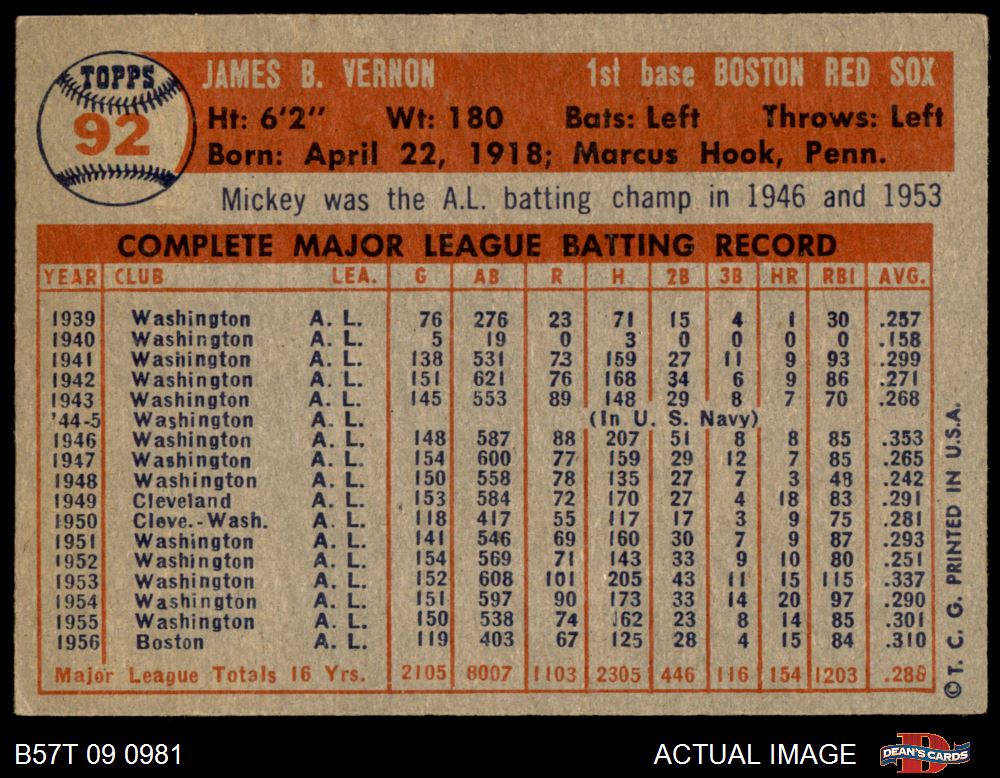 TOPPS
92
JAMES B. VERNON 1st base BOSTON RED SOX
Ht: 6'2" Wt: 180 Bats: Left Throws: Left
Born: April 22, 1918; Marcus Hook, Penn.
Mickey was the A.L. batting champ in 1946 and 1953
COMPLETE MAJOR LEAGUE BATTING RECORD
YEAR CLUB LEA. G AB R H 2B 3B HR RBI AVG.
1939 Washington A. L. 76 276 23 71 15 4 1 30 .257
1940 Washington A. L. 5 19 0 3 0 0 0 0 .158
1941 Washington A. L. 138 531 73 159 27 11 9 93 .299
1942 Washington A. L. 151 621 76 168 34 6 9 86 .271
1943 Washington A. L. 145 553 89 148 29 8 7 70 .268
'44-5 Washington A. L. (In U. S. Navy)
1946 Washington A. L. 148 587 88 207 51 8 8 85 .353
1947 Washington A. L. 154 600 77 159 29 12 7 85 .265
1948 Washington A. L. 150 558 78 135 27 7 3 48 .242
1949 Cleveland A. L. 153 584 72 170 27 4 18 83 .291
1950 Cleve.-Wash. A. L. 118 417 55 117 17 3 9 75 .281
1951 Washington A. L. 141 546 69 160 30 7 9 87 .293
1952 Washington A. L. 154 569 71 143 33 9 10 80 .251
1953 Washington A. L. 152 608 101 205 43 11 15 115 .337
1954 Washington A. L. 151 597 90 173 33 14 20 97 .290
1955 Washington A. L. 150 538 74 162 23 8 14 85 .301
1956 Boston A. L. 119 403 67 125 28 4 15 84 .310
Major League Totals 16 Yrs. 2105 8007 1103 2305 446 116 154 1203 .288
© T. C. G. PRINTED IN U.S.A.
B57T 09 0981 ACTUAL IMAGE
DEAN'S CARDS